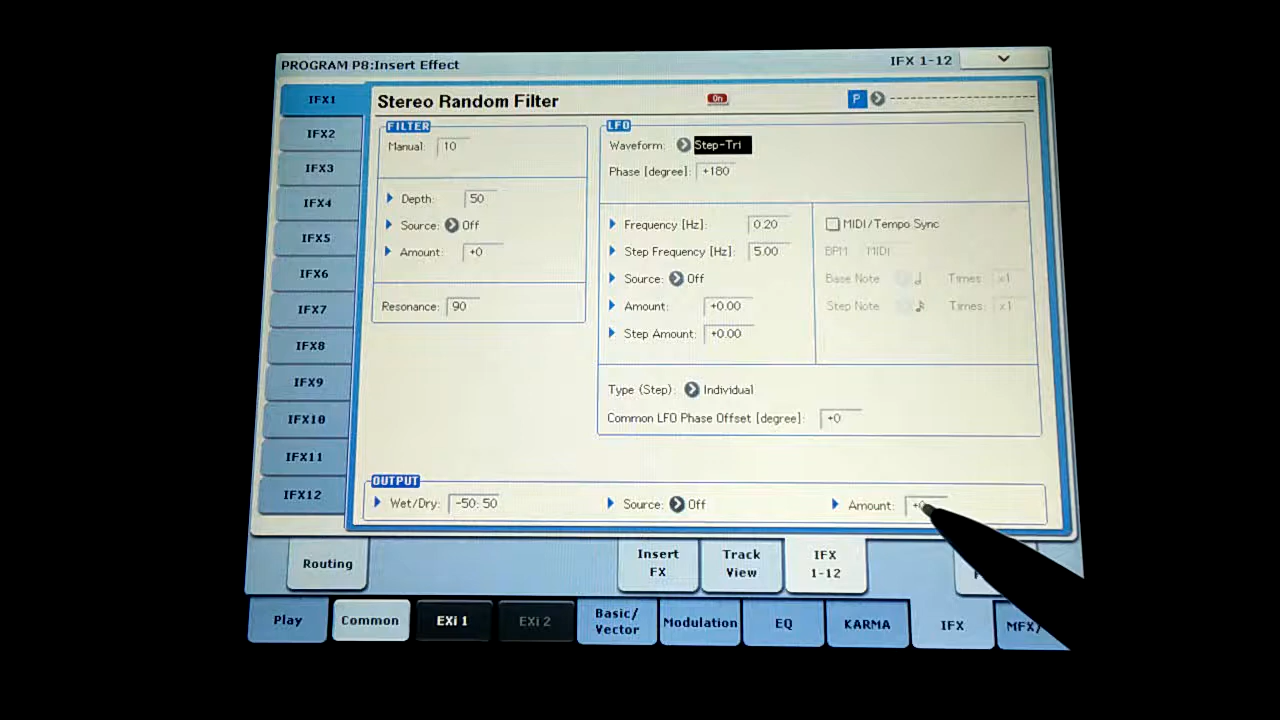 PROGRAM P8:Insert Effect
IFX 1-12
IFX1
IFX2
IFX3
IFX4
IFX5
IFX6
IFX7
IFX8
IFX9
IFX10
IFX11
IFX12
Stereo Random Filter
On
P
FILTER
Manual: 10
Depth: 50
Source: Off
Amount: +0
Resonance: 90
LFO
Waveform: Step-Tri
Phase [degree]: +180
Frequency [Hz]: 0.20
Step Frequency [Hz]: 5.00
Source: Off
Amount: +0.00
Step Amount: +0.00
MIDI/Tempo Sync
BPM MIDI
Base Note Times: x1
Step Note Times: x1
Type (Step): Individual
Common LFO Phase Offset [degree]: +0
OUTPUT
Wet/Dry: -50: 50
Source: Off
Amount:
Routing
Insert FX
Track View
IFX 1-12
Play
Common
EXi 1
EXi 2
Basic/ Vector
Modulation
EQ
KARMA
IFX
MFX/